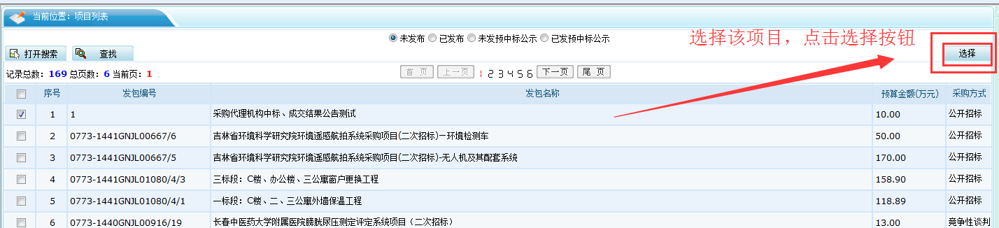 当前位置：项目列表
未发布 已发布 未发预中标公示 已发预中标公示
选择该项目，点击选择按钮
打开搜索 查找 选择
记录总数：169 总页数：6 当前页：1 首 页 上一页 1 2 3 4 5 6 下一页 尾 页
序号 发包编号 发包名称 预算金额(万元) 采购方式
1 1 采购代理机构中标、成交结果公告测试 10.00 公开招标
2 0773-1441GNJL00667/6 吉林省环境科学研究院环境遥感航拍系统采购项目(二次招标)—环境检测车 50.00 公开招标
3 0773-1441GNJL00667/5 吉林省环境科学研究院环境遥感航拍系统采购项目(二次招标)-无人机及其配套系统 170.00 公开招标
4 0773-1441GNJL01080/4/3 三标段：C楼、办公楼、三公寓窗户更换工程 158.90 公开招标
5 0773-1441GNJL01080/4/1 一标段：C楼、二、三公寓外墙保温工程 118.89 公开招标
6 0773-1440GNJL00916/19 长春中医药大学附属医院膀胱尿压测定评定系统项目（二次招标） 13.00 竞争性谈判